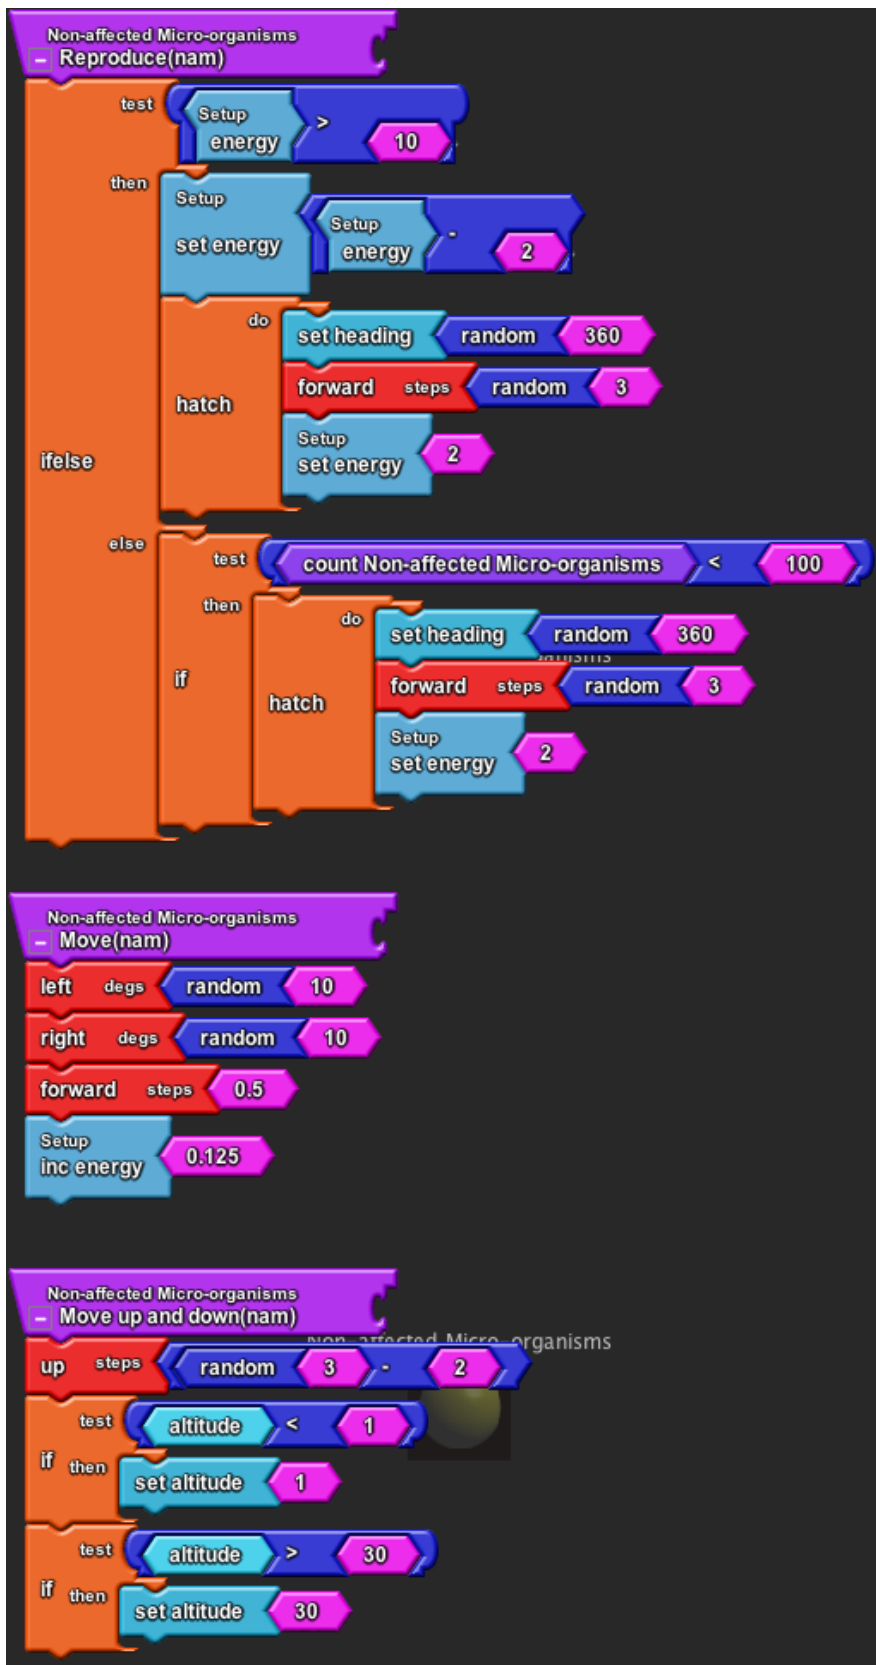 Non-affected Micro-organisms
– Reproduce(nam)
test Setup energy > 10
then Setup set energy Setup energy - 2
do set heading random 360
hatch forward steps random 3
Setup set energy 2
ifelse
else test count Non-affected Micro-organisms < 100
then do set heading random 360
anisms
if hatch forward steps random 3
Setup set energy 2
Non-affected Micro-organisms
– Move(nam)
left degs random 10
right degs random 10
forward steps 0.5
Setup
inc energy 0.125
Non-affected Micro-organisms
– Move up and down(nam)
Non-affected Micro-organisms
up steps random 3 - 2
test altitude < 1
if then set altitude 1
test altitude > 30
if then set altitude 30